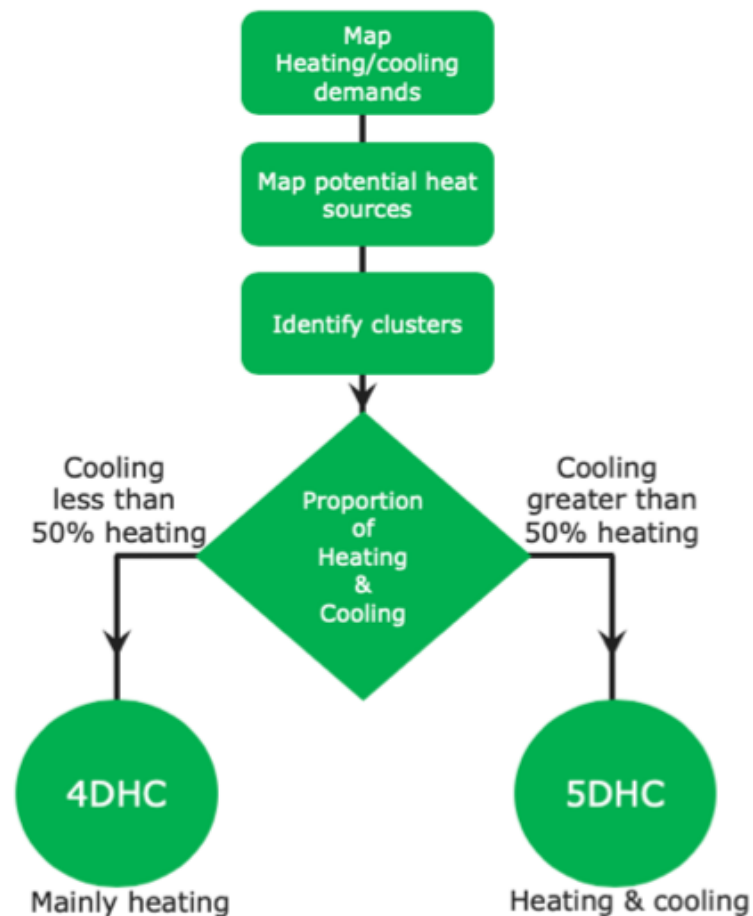 Map
Heating/cooling
demands
Map potential heat
sources
Identify clusters
Cooling
less than
50% heating
Proportion
of
Heating
&
Cooling
Cooling
greater than
50% heating
4DHC
Mainly heating
5DHC
Heating & cooling